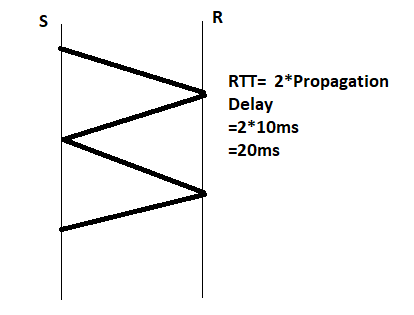 S
R
RTT= 2*Propagation
Delay
=2*10ms
=20ms